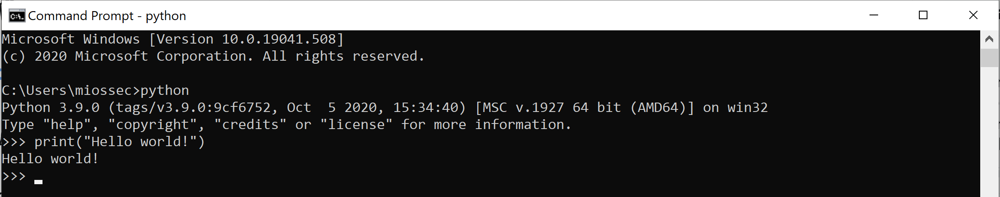 C:\. Command Prompt - python
Microsoft Windows [Version 10.0.19041.508]
(c) 2020 Microsoft Corporation. All rights reserved.
C:\Users\miossec>python
Python 3.9.0 (tags/v3.9.0:9cf6752, Oct  5 2020, 15:34:40) [MSC v.1927 64 bit (AMD64)] on win32
Type "help", "copyright", "credits" or "license" for more information.
>>> print("Hello world!")
Hello world!
>>> _